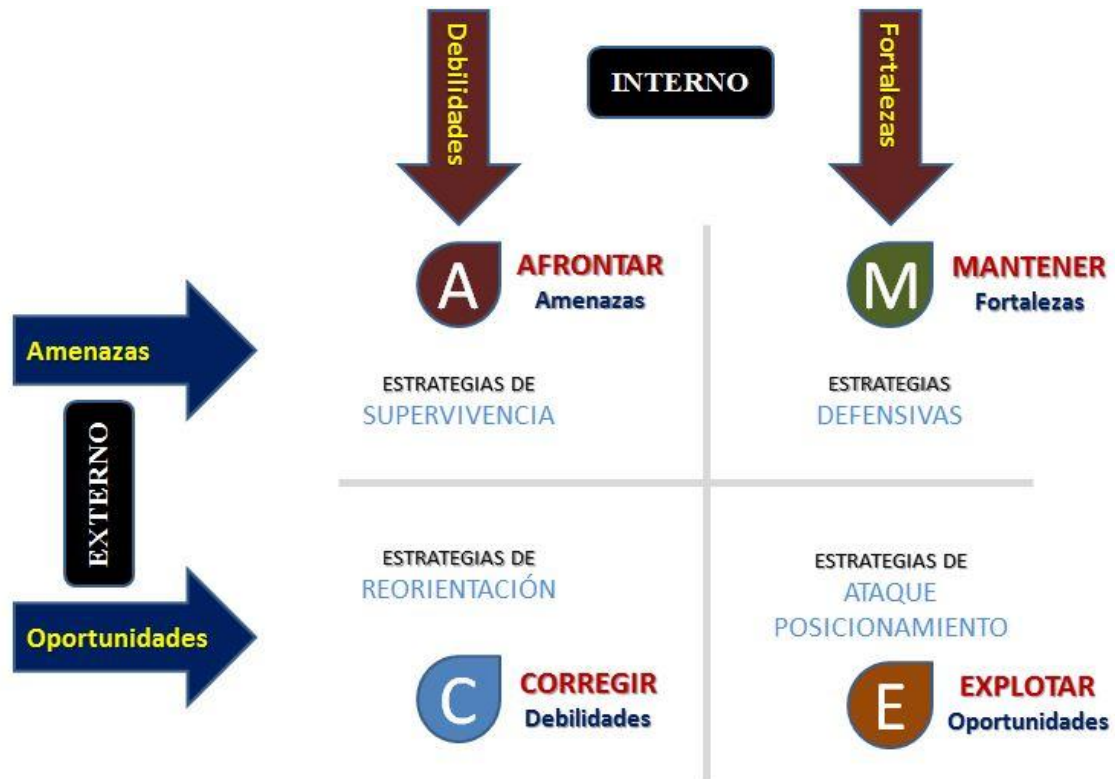 Debilidades
INTERNO
Fortalezas
A
AFRONTAR
Amenazas
M
MANTENER
Fortalezas
Amenazas
ESTRATEGIAS DE
SUPERVIVENCIA
ESTRATEGIAS
DEFENSIVAS
EXTERNO
ESTRATEGIAS DE
REORIENTACIÓN
ESTRATEGIAS DE
ATAQUE
POSICIONAMIENTO
Oportunidades
C
CORREGIR
Debilidades
E
EXPLOTAR
Oportunidades